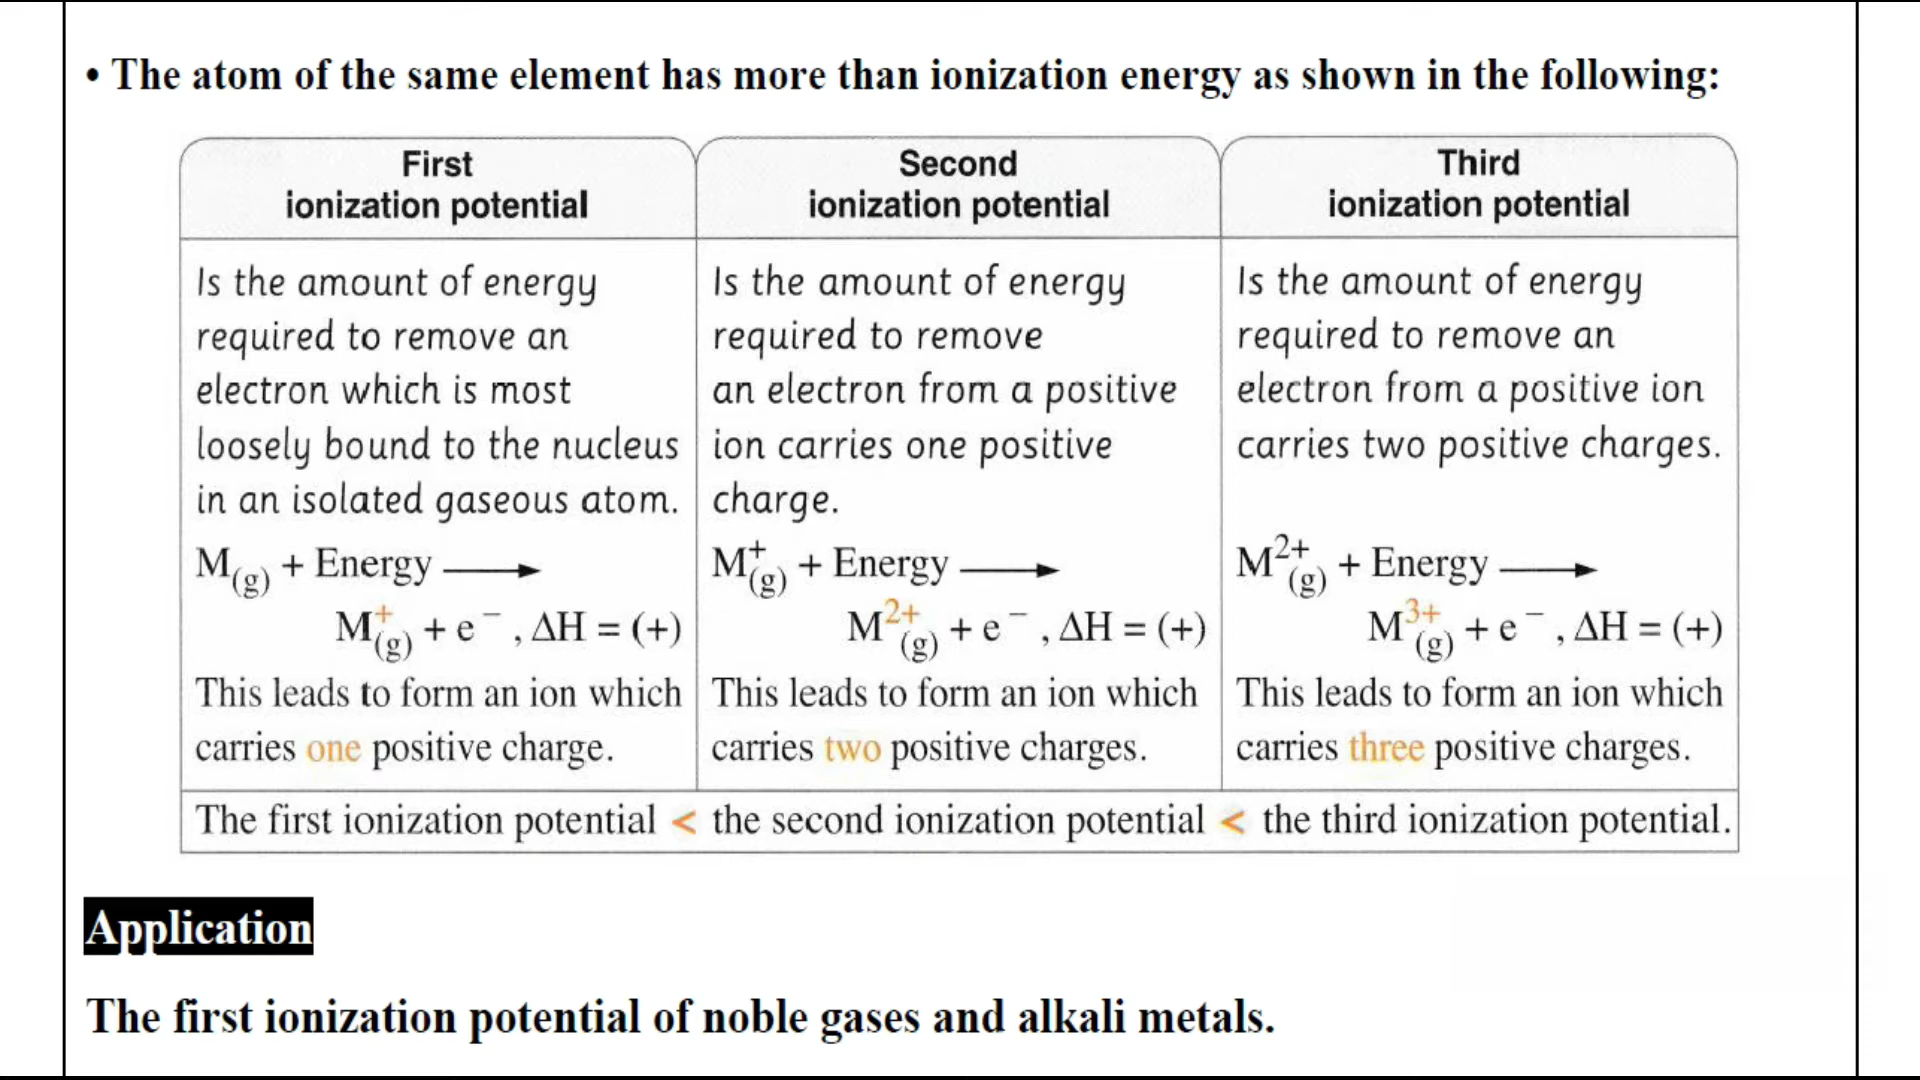 • The atom of the same element has more than ionization energy as shown in the following:
First
ionization potential
Is the amount of energy
required to remove an
electron which is most
loosely bound to the nucleus
in an isolated gaseous atom.
M(g) + Energy ⟶
M⁺(g) + e⁻ , ΔH = (+)
This leads to form an ion which
carries one positive charge.
Second
ionization potential
Is the amount of energy
required to remove
an electron from a positive
ion carries one positive
charge.
M⁺(g) + Energy ⟶
M²⁺(g) + e⁻ , ΔH = (+)
This leads to form an ion which
carries two positive charges.
Third
ionization potential
Is the amount of energy
required to remove an
electron from a positive ion
carries two positive charges.
M²⁺(g) + Energy ⟶
M³⁺(g) + e⁻ , ΔH = (+)
This leads to form an ion which
carries three positive charges.
The first ionization potential < the second ionization potential < the third ionization potential.
Application
The first ionization potential of noble gases and alkali metals.